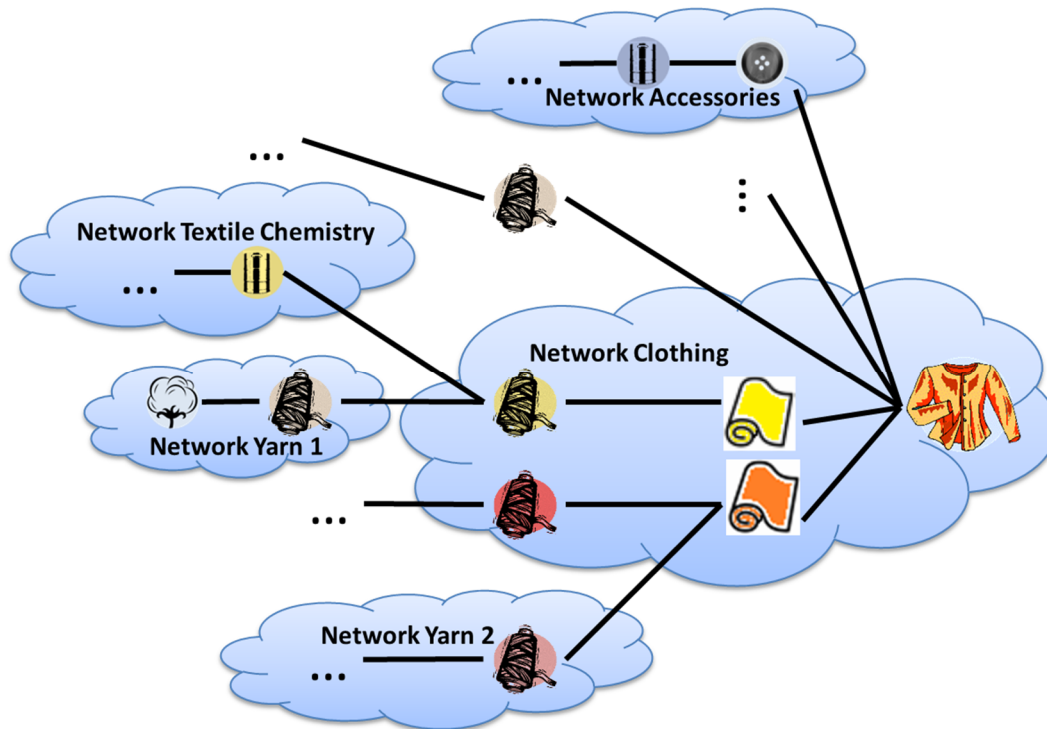 ...
Network Accessories
...
...
Network Textile Chemistry
...
Network Clothing
Network Yarn 1
...
Network Yarn 2
...